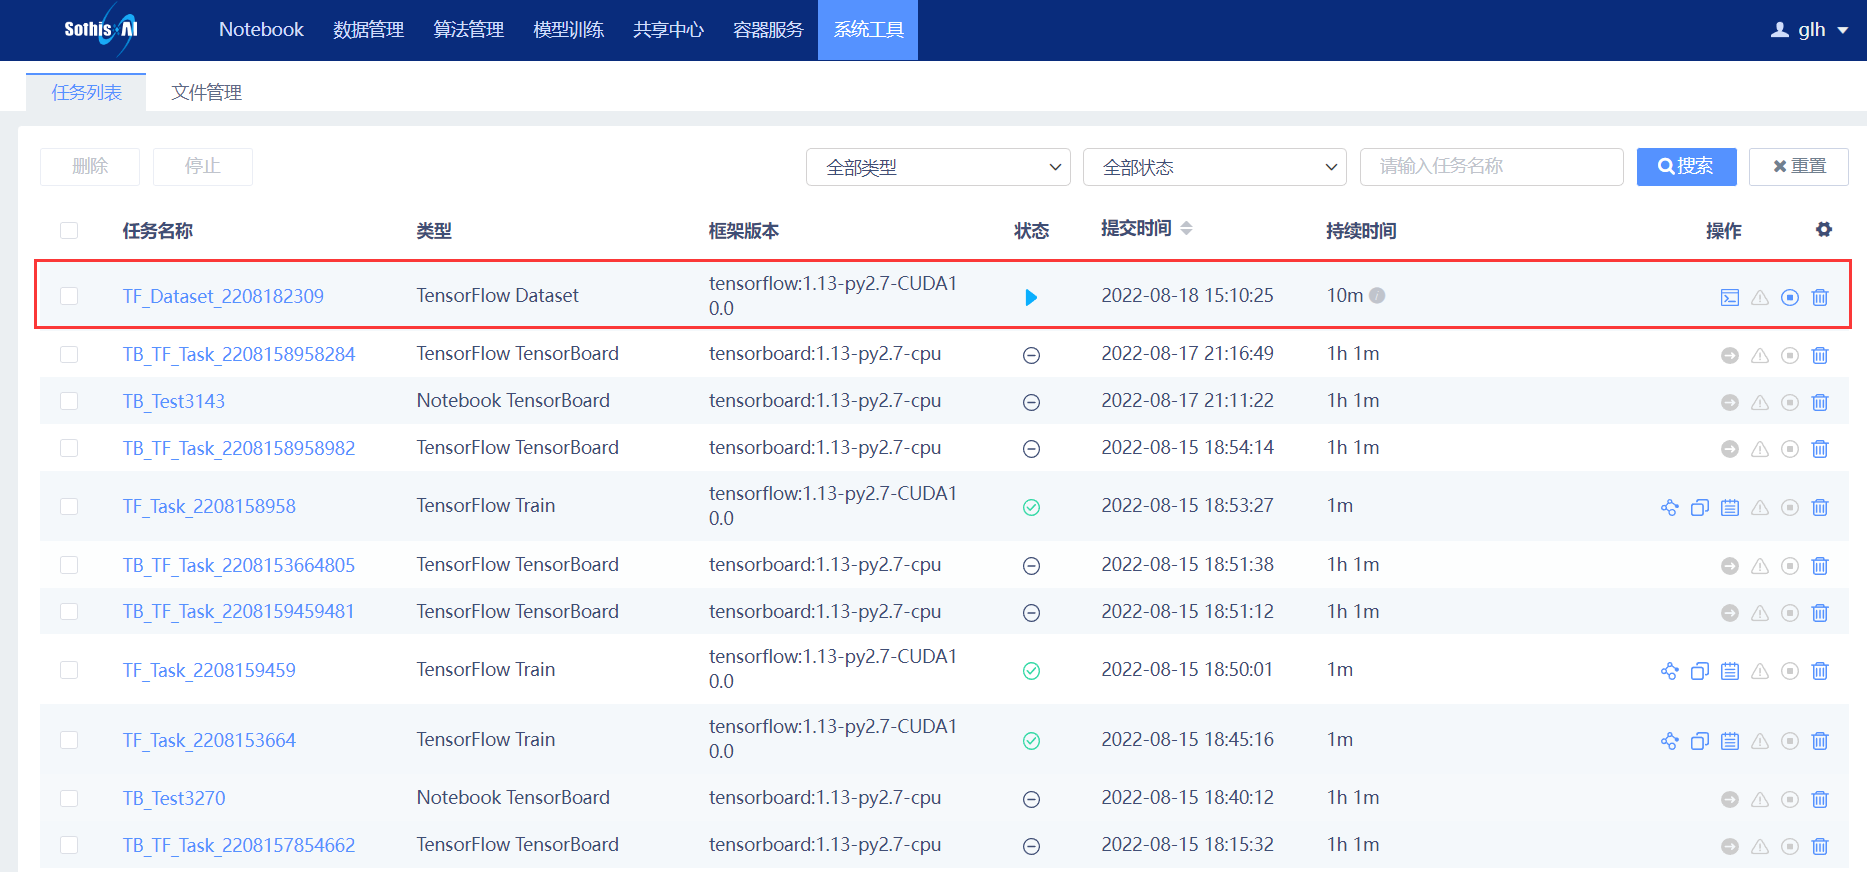 SothisAI Notebook 数据管理 算法管理 模型训练 共享中心 容器服务 系统工具 glh
任务列表 文件管理
删除 停止 全部类型 全部状态 请输入任务名称 搜索 重置
任务名称 类型 框架版本 状态 提交时间 持续时间 操作
TF_Dataset_2208182309 TensorFlow Dataset tensorflow:1.13-py2.7-CUDA1 2022-08-18 15:10:25 10m
0.0
TB_TF_Task_2208158958284 TensorFlow TensorBoard tensorboard:1.13-py2.7-cpu 2022-08-17 21:16:49 1h 1m
TB_Test3143 Notebook TensorBoard tensorboard:1.13-py2.7-cpu 2022-08-17 21:11:22 1h 1m
TB_TF_Task_2208158958982 TensorFlow TensorBoard tensorboard:1.13-py2.7-cpu 2022-08-15 18:54:14 1h 1m
TF_Task_2208158958 TensorFlow Train tensorflow:1.13-py2.7-CUDA1 2022-08-15 18:53:27 1m
0.0
TB_TF_Task_2208153664805 TensorFlow TensorBoard tensorboard:1.13-py2.7-cpu 2022-08-15 18:51:38 1h 1m
TB_TF_Task_2208159459481 TensorFlow TensorBoard tensorboard:1.13-py2.7-cpu 2022-08-15 18:51:12 1h 1m
TF_Task_2208159459 TensorFlow Train tensorflow:1.13-py2.7-CUDA1 2022-08-15 18:50:01 1m
0.0
TF_Task_2208153664 TensorFlow Train tensorflow:1.13-py2.7-CUDA1 2022-08-15 18:45:16 1m
0.0
TB_Test3270 Notebook TensorBoard tensorboard:1.13-py2.7-cpu 2022-08-15 18:40:12 1h 1m
TB_TF_Task_2208157854662 TensorFlow TensorBoard tensorboard:1.13-py2.7-cpu 2022-08-15 18:15:32 1h 1m